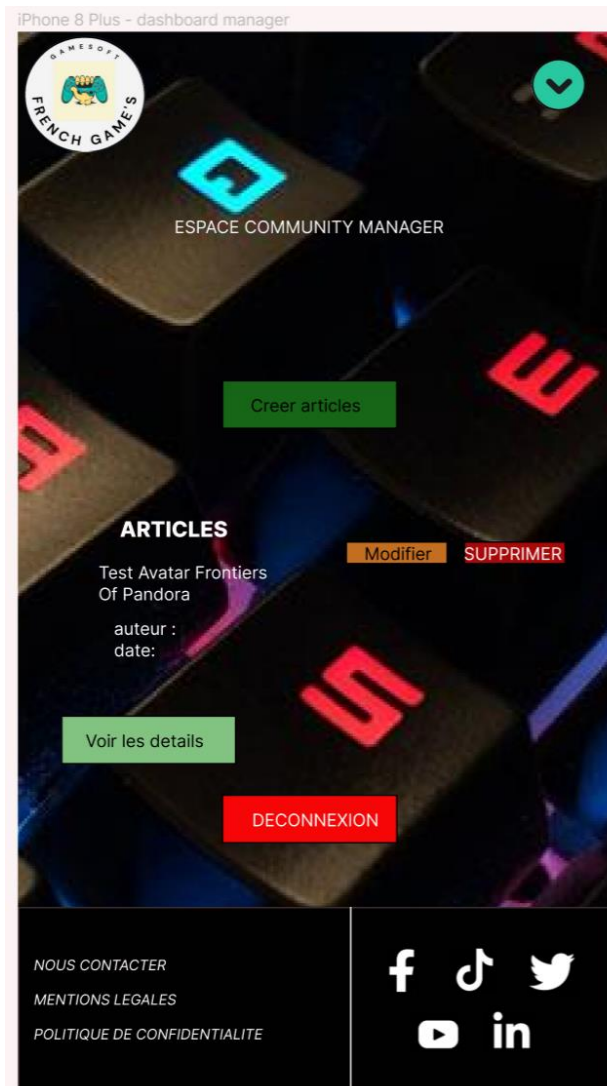 iPhone 8 Plus - dashboard manager
GAMESOFT
FRENCH GAME'S
Q
ESPACE COMMUNITY MANAGER
E
Creer articles
ARTICLES
Modifier SUPPRIMER
Test Avatar Frontiers
Of Pandora
auteur :
date:
S
Voir les details
DECONNEXION
NOUS CONTACTER
MENTIONS LEGALES
POLITIQUE DE CONFIDENTIALITE